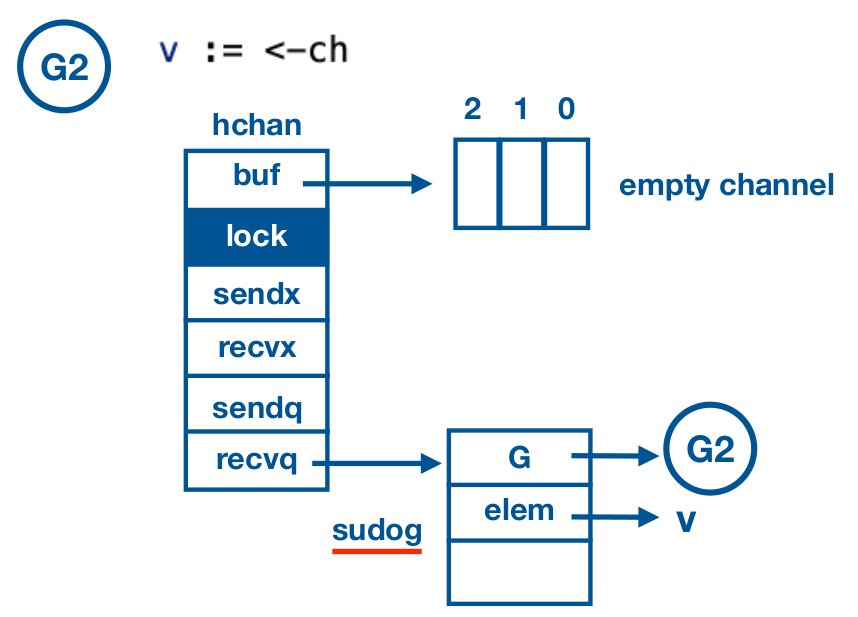 G2
v := <-ch
hchan
2 1 0
buf
empty channel
lock
sendx
recvx
sendq
recvq
G
G2
elem
v
sudog